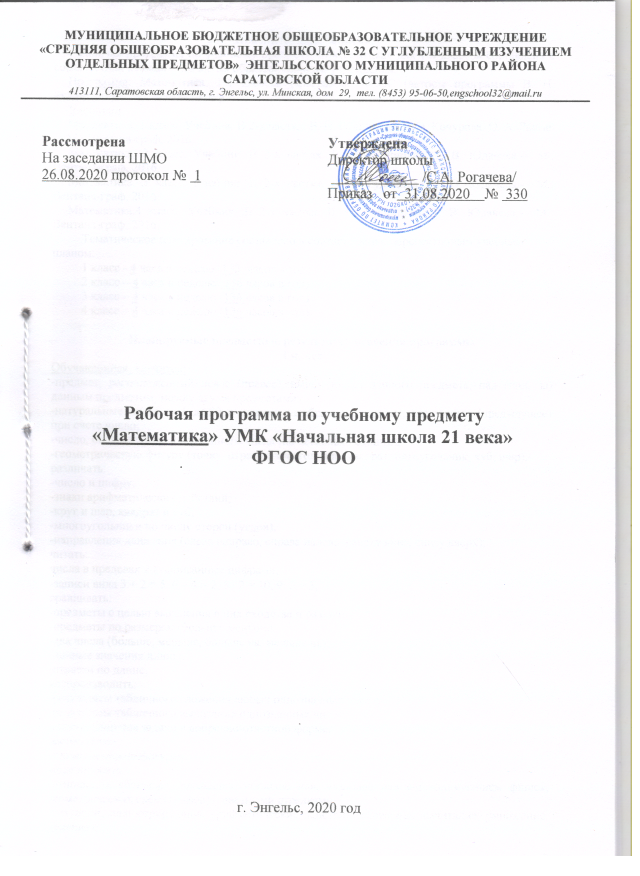 МУНИЦИПАЛЬНОЕ БЮДЖЕТНОЕ ОБЩЕОБРАЗОВАТЕЛЬНОЕ УЧРЕЖДЕНИЕ
«СРЕДНЯЯ ОБЩЕОБРАЗОВАТЕЛЬНАЯ ШКОЛА № 32 С УГЛУБЛЕННЫМ ИЗУЧЕНИЕМ
ОТДЕЛЬНЫХ ПРЕДМЕТОВ» ЭНГЕЛЬССКОГО МУНИЦИПАЛЬНОГО РАЙОНА
САРАТОВСКОЙ ОБЛАСТИ
413111, Саратовская область, г. Энгельс, ул. Минская, дом 29, тел. (8453) 95-06-50,engschool32@mail.ru
Рассмотрена
На заседании ШМО
26.08.2020 протокол № 1
Утверждена
Директор школы
/С.А. Рогачева/
Приказ от 31.08.2020 № 330
Рабочая программа по учебному предмету
«Математика» УМК «Начальная школа 21 века»
ФГОС НОО
г. Энгельс, 2020 год